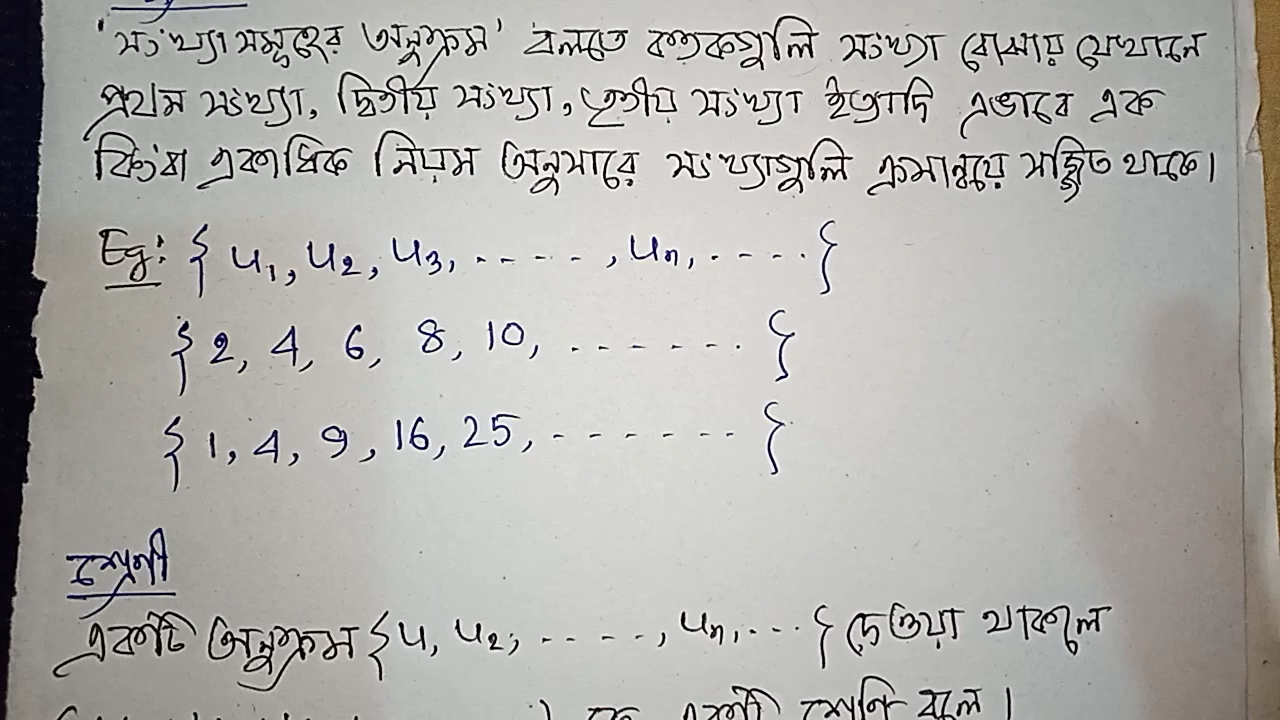 'সংখ্যা সমূহের অনুক্রম' বলতে কতকগুলি সংখ্যা বোঝায় যেখানে
প্রথম সংখ্যা, দ্বিতীয় সংখ্যা, তৃতীয় সংখ্যা ইত্যাদি এভাবে এক
কিংবা একাধিক নিয়ম অনুসারে সংখ্যাগুলি ক্রমান্বয়ে সজ্জিত থাকে।
Eg: { u₁, u₂, u₃, ....., uₙ, .... }
{ 2, 4, 6, 8, 10, ...... }
{ 1, 4, 9, 16, 25, ....... }
শ্রেণী
একটি অনুক্রম { u, u₂, ....., uₙ, ... } দেওয়া থাকলে
কে একটী শ্রেণি বলে।